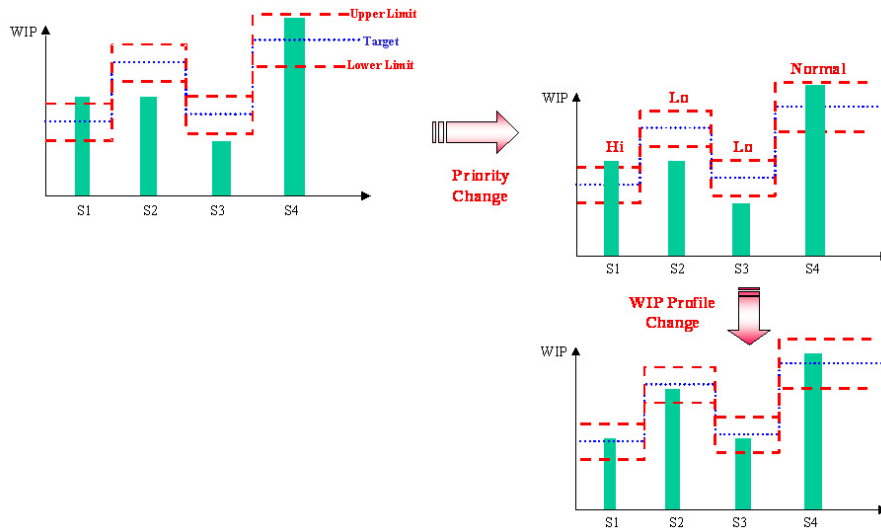 WIP
Upper Limit
Target
Lower Limit
S1 S2 S3 S4
Priority
Change
WIP
Hi
Lo
Lo
Normal
S1 S2 S3 S4
WIP Profile
Change
WIP
S1 S2 S3 S4